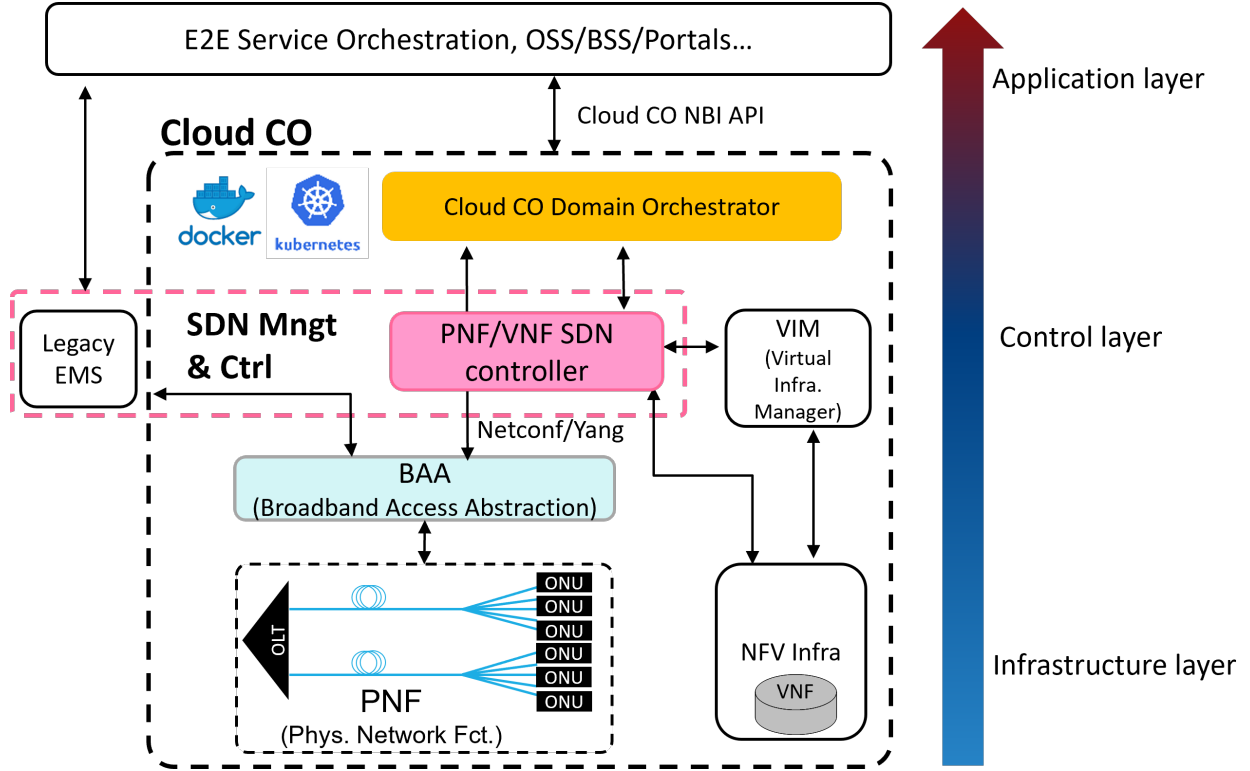 E2E Service Orchestration, OSS/BSS/Portals...
Application layer
Cloud CO NBI API
Cloud CO
docker
kubernetes
Cloud CO Domain Orchestrator
Legacy
EMS
SDN Mngt
& Ctrl
PNF/VNF SDN
controller
VIM
(Virtual
Infra.
Manager)
Control layer
Netconf/Yang
BAA
(Broadband Access Abstraction)
OLT
ONU
ONU
ONU
ONU
ONU
ONU
PNF
(Phys. Network Fct.)
NFV Infra
VNF
Infrastructure layer